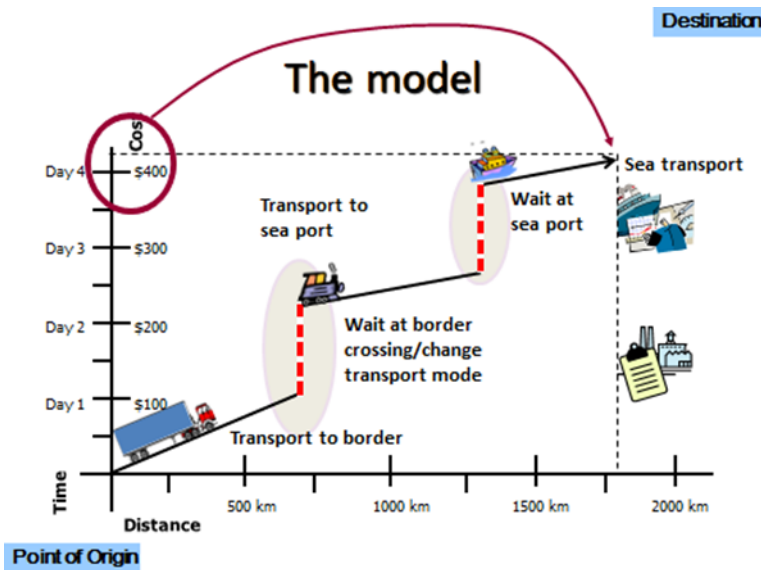 Destination
The model
Cost
Day 4
$400
Sea transport
Transport to
sea port
Wait at
sea port
Day 3
$300
Day 2
$200
Wait at border
crossing/change
transport mode
Day 1
$100
Transport to border
Time
Distance
500 km
1000 km
1500 km
2000 km
Point of Origin